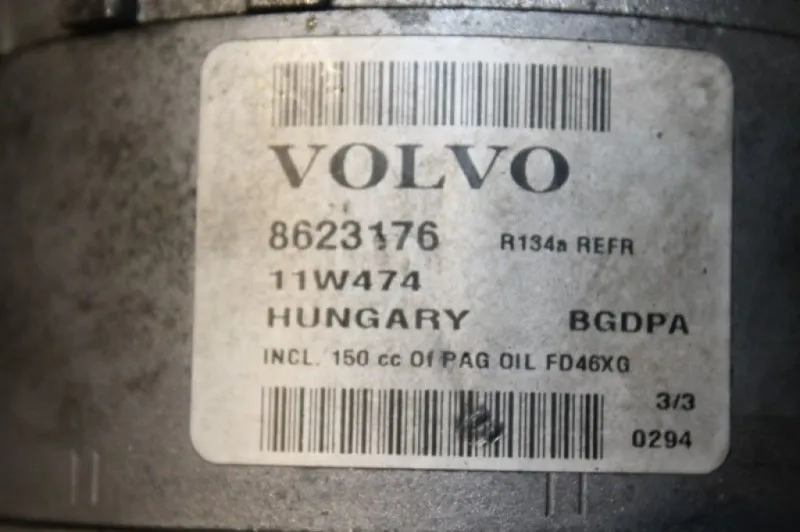 VOLVO
8623176 R134a REFR
11W474
HUNGARY BGDPA
INCL. 150 cc Of PAG OIL FD46XG
3/3
0294